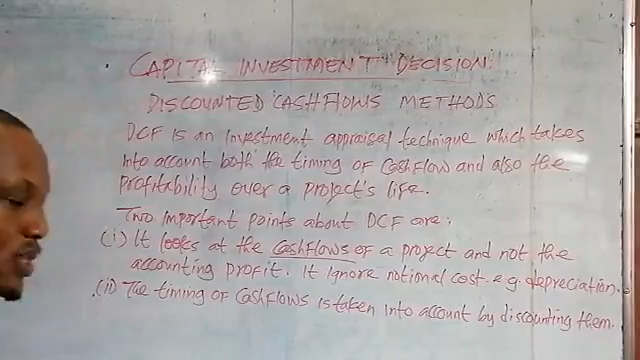 CAPITAL INVESTMENT DECISION.
DISCOUNTED CASHFLOWS METHODS
DCF is an investment appraisal technique which takes
into account both the timing of Cashflow and also the
profitability over a project's life.
Two important points about DCF are:
(i) It looks at the cashflows of a project and not the
accounting profit. It ignore notional cost e.g. depreciation.
(ii) The timing of Cashflows is taken into account by discounting them.